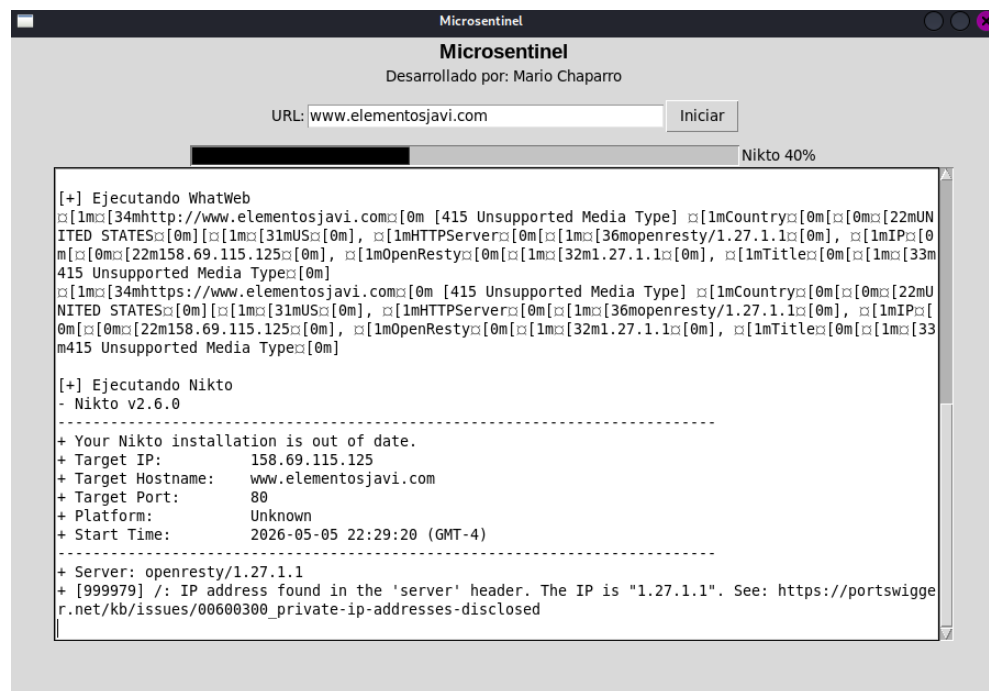 Microsentinel
Microsentinel
Desarrollado por: Mario Chaparro
URL: www.elementosjavi.com Iniciar
Nikto 40%
[+] Ejecutando WhatWeb
¤[1m¤[34mhttp://www.elementosjavi.com¤[0m [415 Unsupported Media Type] ¤[1mCountry¤[0m[¤[0m¤[22mUN
ITED STATES¤[0m][¤[1m¤[31mUS¤[0m], ¤[1mHTTPServer¤[0m[¤[1m¤[36mopenresty/1.27.1.1¤[0m], ¤[1mIP¤[0
m[¤[0m¤[22m158.69.115.125¤[0m], ¤[1mOpenResty¤[0m[¤[1m¤[32m1.27.1.1¤[0m], ¤[1mTitle¤[0m[¤[1m¤[33m
415 Unsupported Media Type¤[0m]
¤[1m¤[34mhttps://www.elementosjavi.com¤[0m [415 Unsupported Media Type] ¤[1mCountry¤[0m[¤[0m¤[22mU
NITED STATES¤[0m][¤[1m¤[31mUS¤[0m], ¤[1mHTTPServer¤[0m[¤[1m¤[36mopenresty/1.27.1.1¤[0m], ¤[1mIP¤[
0m[¤[0m¤[22m158.69.115.125¤[0m], ¤[1mOpenResty¤[0m[¤[1m¤[32m1.27.1.1¤[0m], ¤[1mTitle¤[0m[¤[1m¤[33
m415 Unsupported Media Type¤[0m]
[+] Ejecutando Nikto
- Nikto v2.6.0
---------------------------------------------------------------------------
+ Your Nikto installation is out of date.
+ Target IP: 158.69.115.125
+ Target Hostname: www.elementosjavi.com
+ Target Port: 80
+ Platform: Unknown
+ Start Time: 2026-05-05 22:29:20 (GMT-4)
---------------------------------------------------------------------------
+ Server: openresty/1.27.1.1
+ [999979] /: IP address found in the 'server' header. The IP is "1.27.1.1". See: https://portswigge
r.net/kb/issues/00600300_private-ip-addresses-disclosed